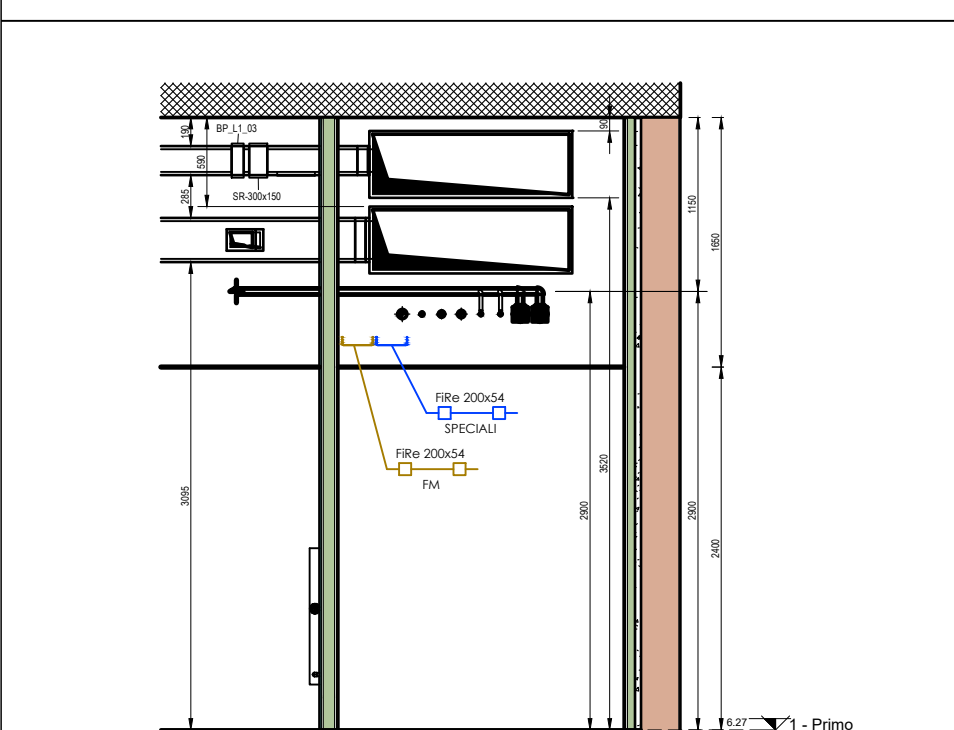 90
190
BP_L1_03
590
SR-300x150
285
1150
1650
FiRe 200x54
SPECIALI
FiRe 200x54
FM
3095
3520
2900
2900
2400
6.27
1 - Primo